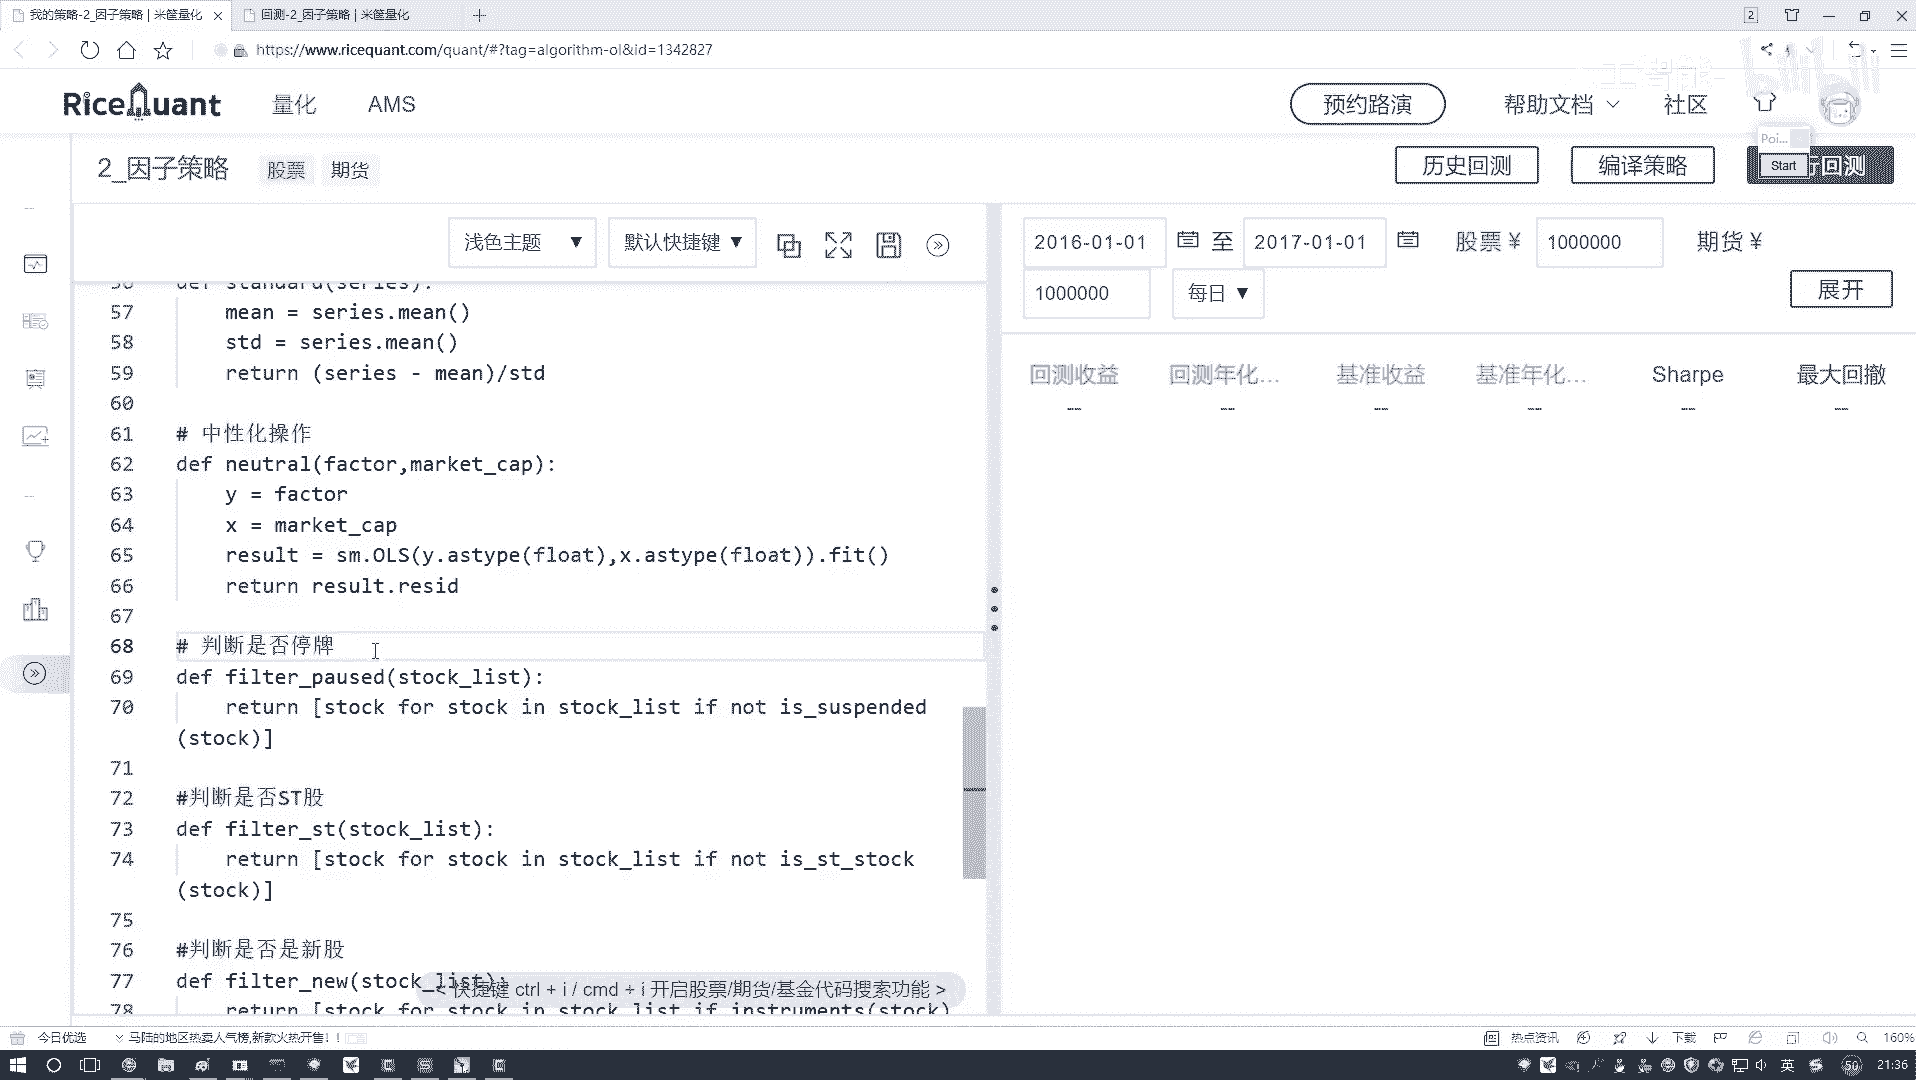 我的策略-2_因子策略 | 米筐量化
回测-2_因子策略 | 米筐量化
2
https://www.ricequant.com/quant/#?tag=algorithm-ol&id=1342827
bilibili
RiceQuant
量化
AMS
预约路演
帮助文档
社区
Poi...
Start
2_因子策略
股票
期货
历史回测
编译策略
回测
浅色主题 ▼
默认快捷键 ▼
2016-01-01 至 2017-01-01 股票 ¥ 1000000 期货 ¥
1000000 每日 ▼
展开
回测收益 回测年化... 基准收益 基准年化... Sharpe 最大回撤
-- -- -- -- -- --
56 def standard(series):
57 mean = series.mean()
58 std = series.mean()
59 return (series - mean)/std
60
61 # 中性化操作
62 def neutral(factor,market_cap):
63 y = factor
64 x = market_cap
65 result = sm.OLS(y.astype(float),x.astype(float)).fit()
66 return result.resid
67
68 # 判断是否停牌
69 def filter_paused(stock_list):
70 return [stock for stock in stock_list if not is_suspended
(stock)]
71
72 #判断是否ST股
73 def filter_st(stock_list):
74 return [stock for stock in stock_list if not is_st_stock
(stock)]
75
76 #判断是否是新股
77 def filter_new(stock_list):
78 return [stock for stock in stock_list if instruments(stock)
< 快捷键 ctrl + i / cmd + i 开启股票/期货/基金代码搜索功能 >
今日优选
马陆的地区热卖人气榜,新款火热开售！！
热点资讯
下载
160%
英
50
21:36